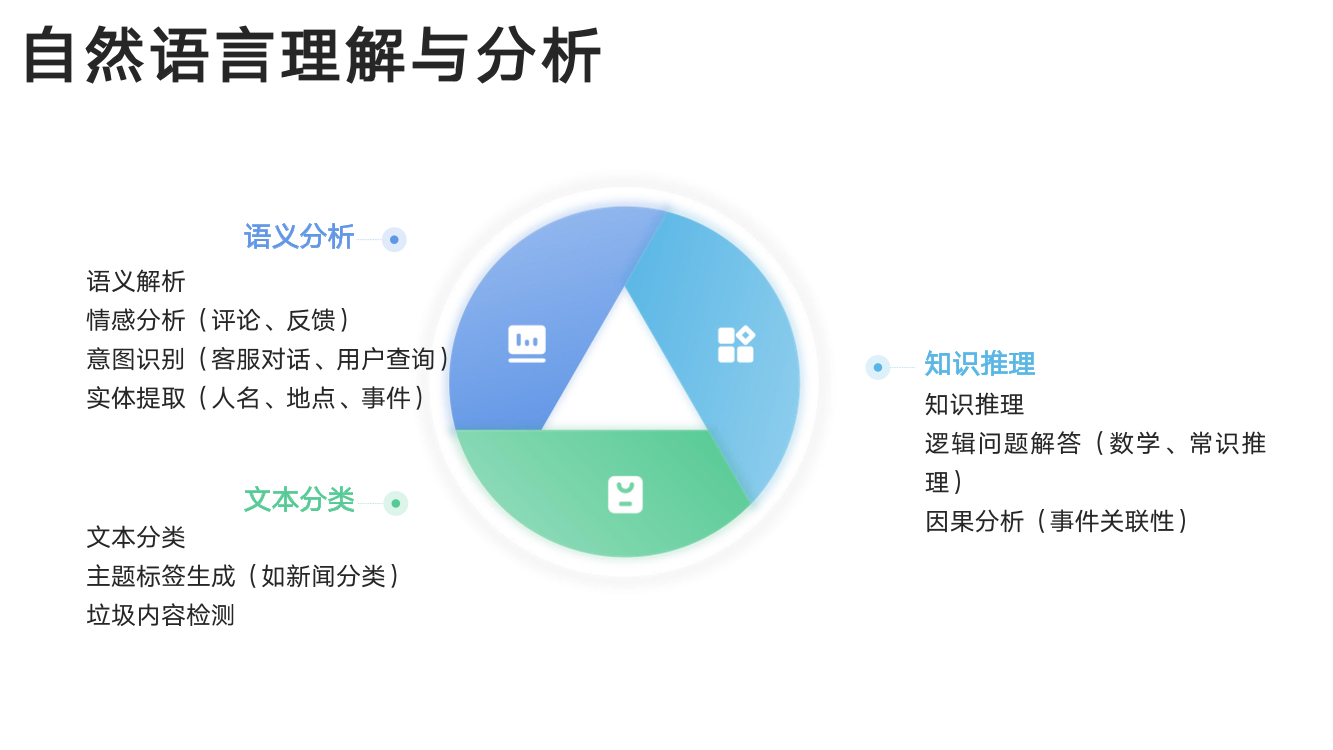 自然语言理解与分析
语义分析
语义解析
情感分析（评论、反馈）
意图识别（客服对话、用户查询）
实体提取（人名、地点、事件）
文本分类
文本分类
主题标签生成（如新闻分类）
垃圾内容检测
知识推理
知识推理
逻辑问题解答（数学、常识推
理）
因果分析（事件关联性）